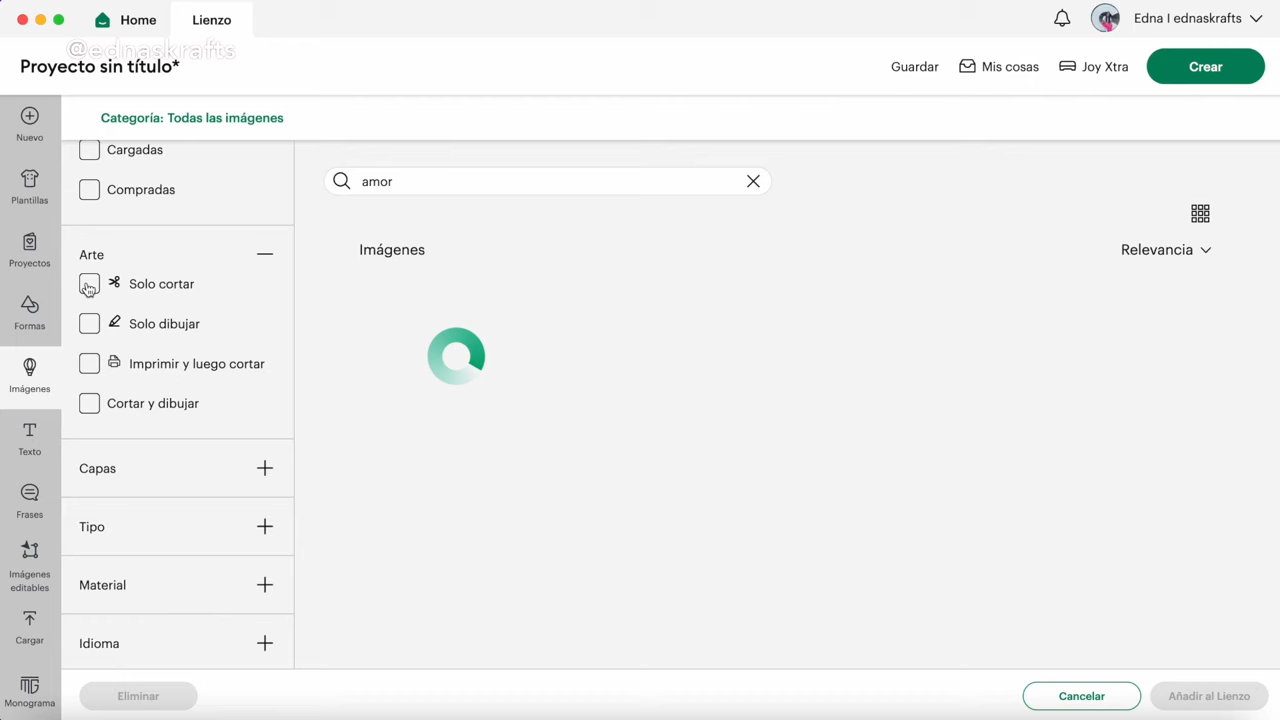 Home
Lienzo
Edna I ednaskrafts
@ednaskrafts
Proyecto sin título*
Guardar
Mis cosas
Joy Xtra
Crear
Categoría: Todas las imágenes
Nuevo
Plantillas
Proyectos
Formas
Imágenes
Texto
Frases
Imágenes
editables
Cargar
Monograma
Cargadas
Compradas
Arte
Solo cortar
Solo dibujar
Imprimir y luego cortar
Cortar y dibujar
Capas
Tipo
Material
Idioma
Eliminar
amor
Imágenes
Relevancia
Cancelar
Añadir al Lienzo